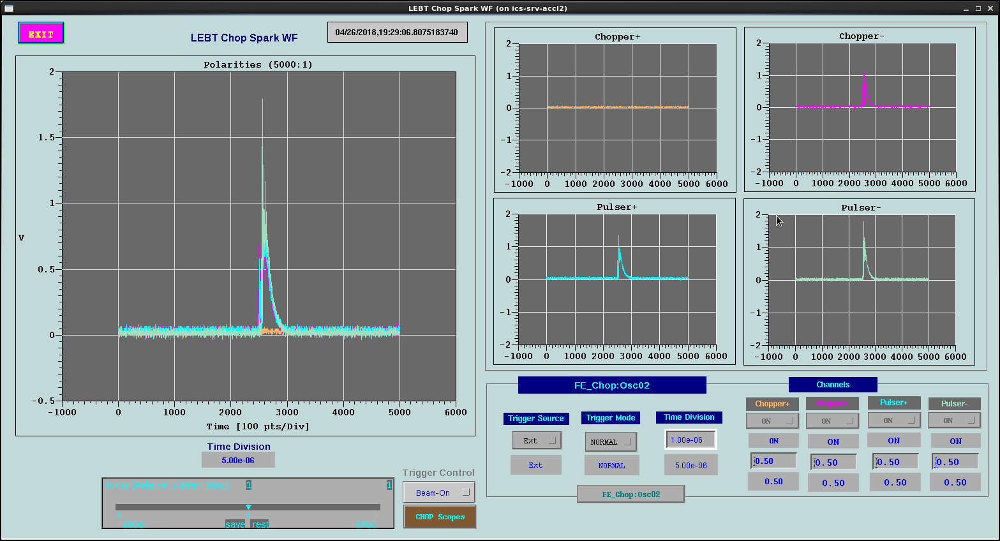 LEBT Chop Spark WF (on ics-srv-accl2)
EXIT
LEBT Chop Spark WF
04/26/2018,19:29:06.8075183740
Polarities (5000:1)
2
1.5
1
0.5
0
-0.5
V
-1000 0 1000 2000 3000 4000 5000 6000
Time [100 pts/Div]
Chopper+
2
1
0
-1
-2
-1000 0 1000 2000 3000 4000 5000 6000
Chopper-
2
1
0
-1
-2
-1000 0 1000 2000 3000 4000 5000 6000
Pulser+
2
1
0
-1
-2
-1000 0 1000 2000 3000 4000 5000 6000
Pulser-
2
1
0
-1
-2
-1000 0 1000 2000 3000 4000 5000 6000
Time Division
5.00e-06
Turns (Relative to Beam Start) 1 1
-2900 save rest 2900
Trigger Control
Beam-On
CHOP Scopes
FE_Chop:Osc02
Trigger Source Trigger Mode Time Division
Ext NORMAL 1.00e-06
Ext NORMAL 5.00e-06
FE_Chop:Osc02
Channels
Chopper+ Chopper- Pulser+ Pulser-
ON ON ON ON
ON ON ON ON
0.50 0.50 0.50 0.50
0.50 0.50 0.50 0.50